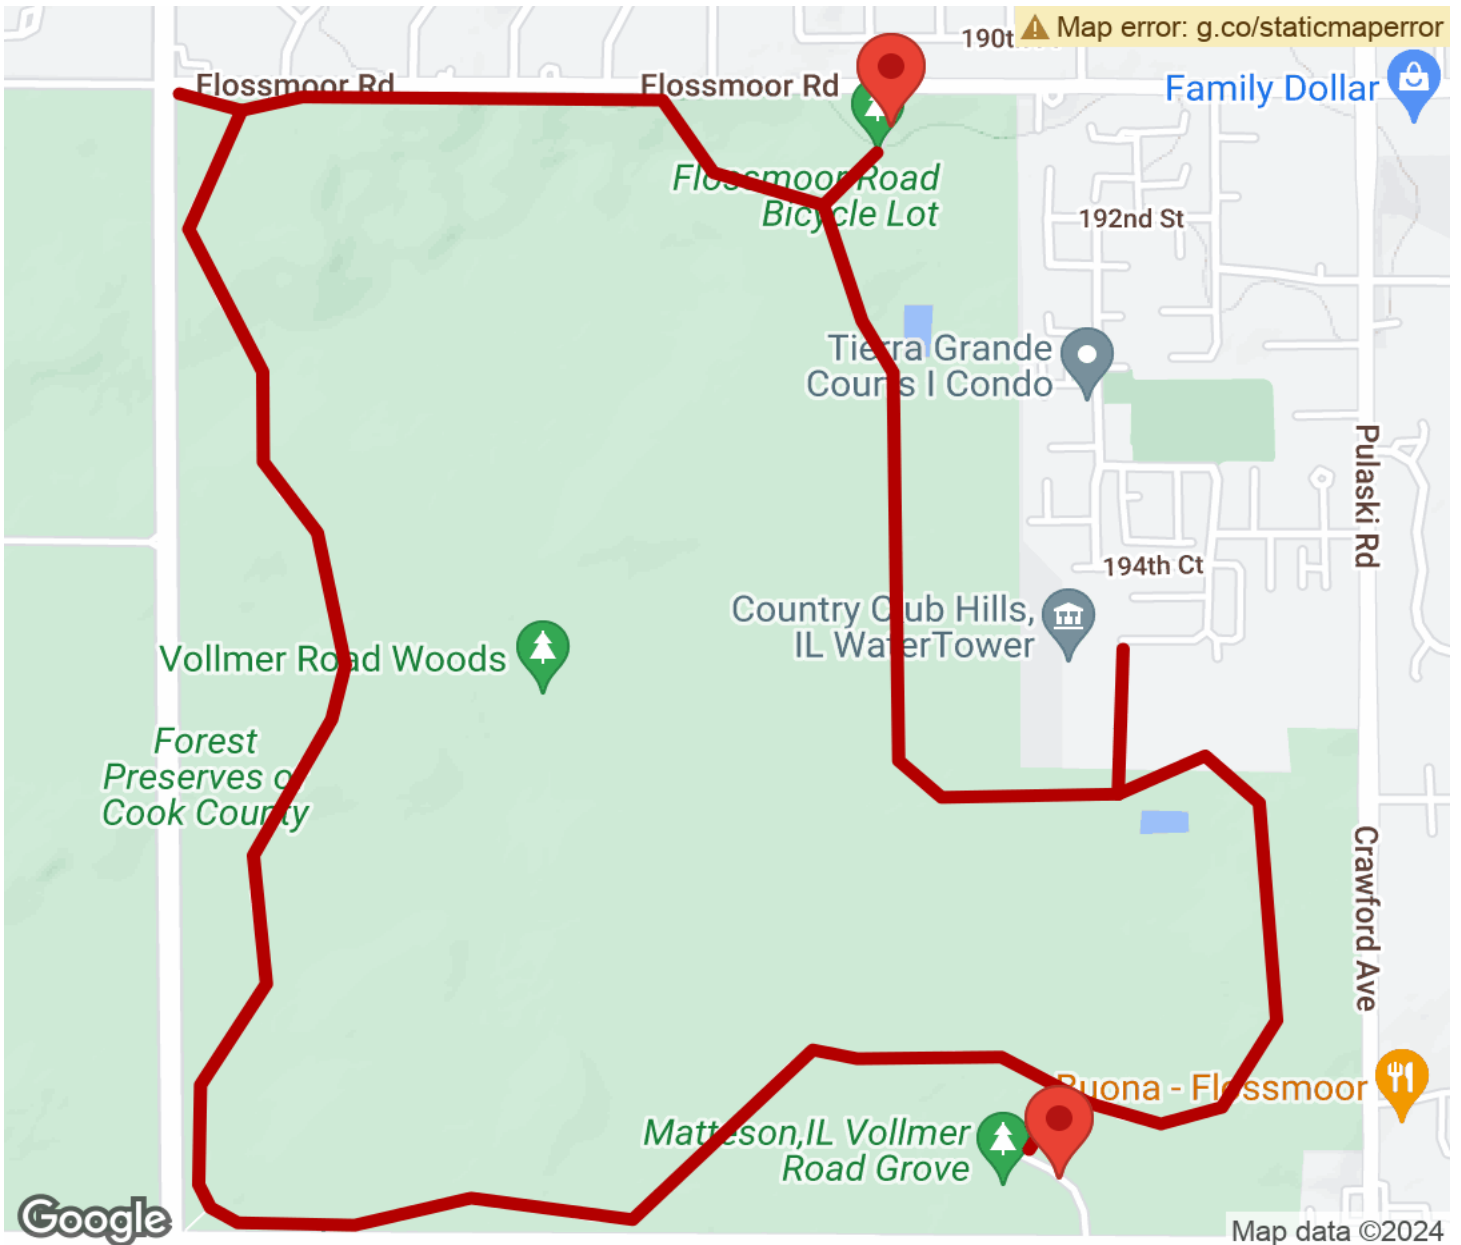 Map error: g.co/staticmaperror
Flossmoor Rd
Flossmoor Rd
Family Dollar
Flossmoor Road
Bicycle Lot
192nd St
Tierra Grande
Courts I Condo
Pulaski Rd
194th Ct
Country Club Hills,
IL WaterTower
Vollmer Road Woods
Forest
Preserves of
Cook County
Crawford Ave
Buona - Flossmoor
Matteson,IL Vollmer
Road Grove
Google
Map data ©2024